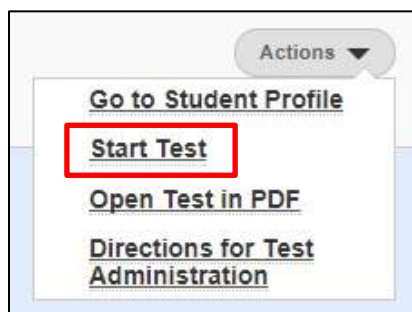 Actions
Go to Student Profile
Start Test
Open Test in PDF
Directions for Test
Administration